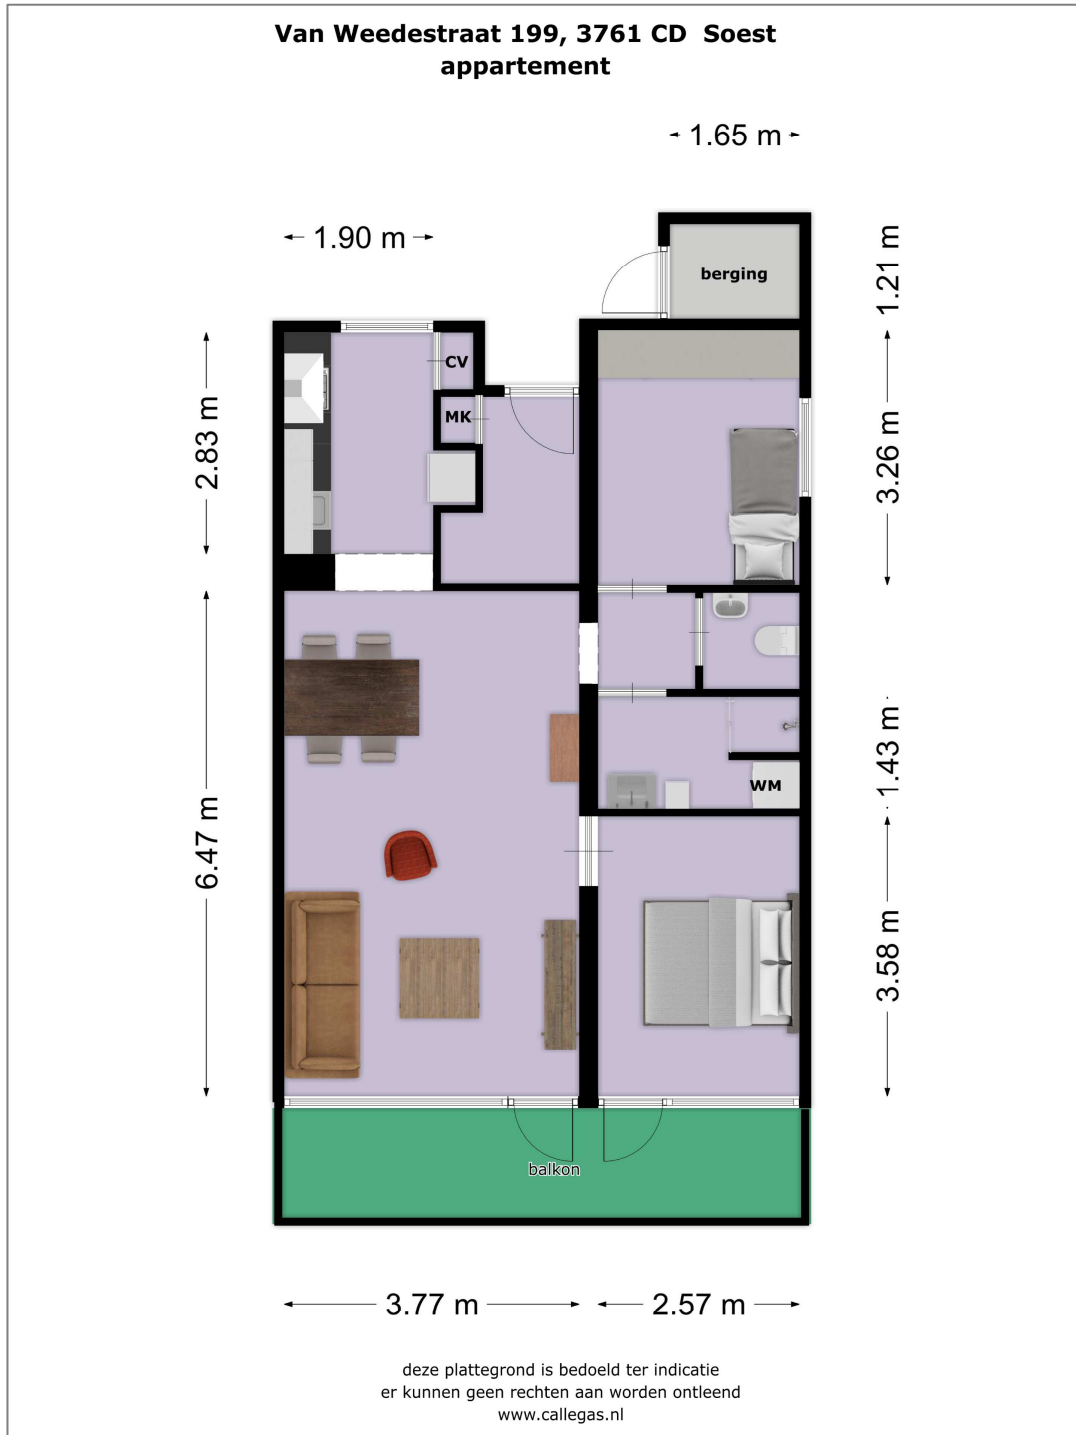 Van Weedestraat 199, 3761 CD  Soest
appartement
1.65 m
1.90 m
1.21 m
berging
CV
MK
2.83 m
3.26 m
1.43 m
WM
6.47 m
3.58 m
balkon
3.77 m
2.57 m
deze plattegrond is bedoeld ter indicatie
er kunnen geen rechten aan worden ontleend
www.callegas.nl